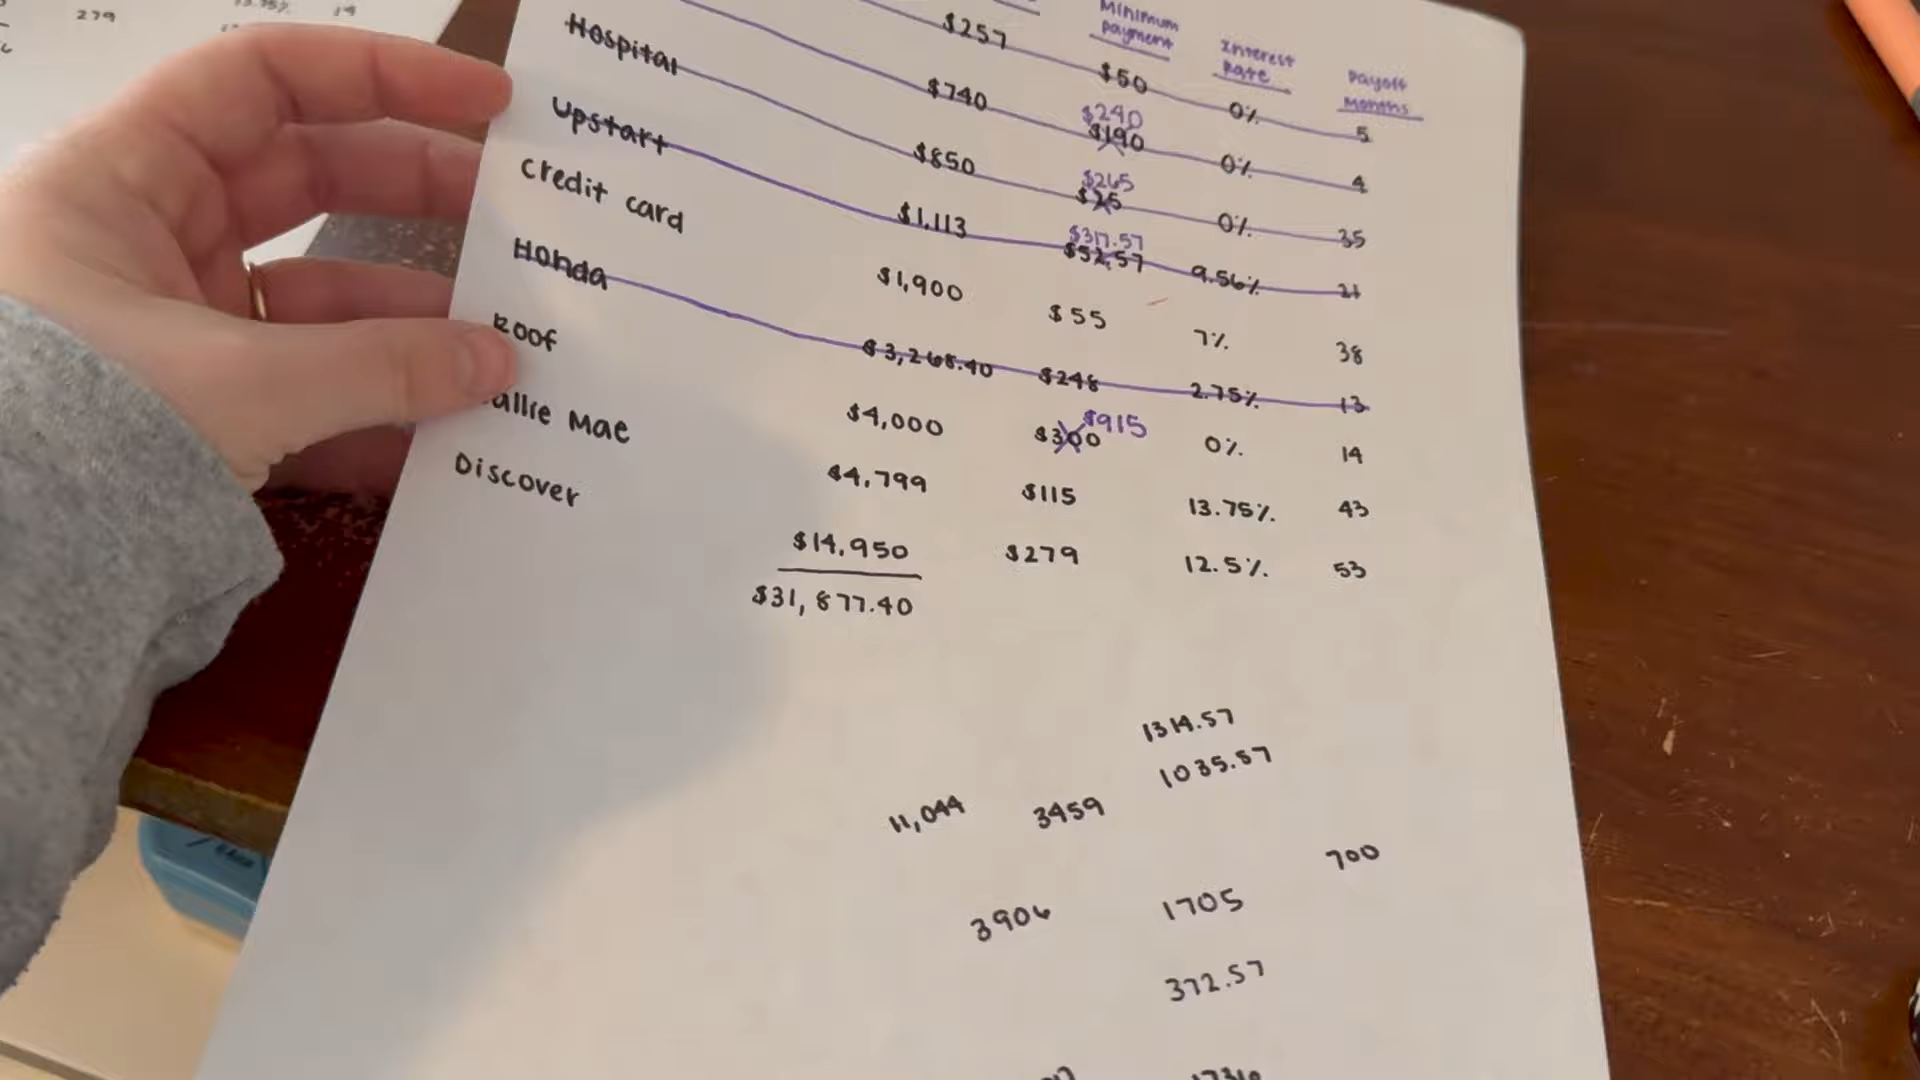 279
Minimum Payment
Interest Rate
Payoff Months
$257 $50 0% 5
$240
$740 $190 0% 4
$265
Hospital $850 $25 0% 35
$317.57
Upstart $1,113 $52.57 9.56% 21
Credit card $1,900 $55 7% 38
Honda $3,268.40 $248 2.75% 13
$915
Roof $4,000 $300 0% 14
allie Mae $4,799 $115 13.75% 43
Discover $14,950 $279 12.5% 53
$31,877.40
1314.57
1035.57
11,044 3459
700
3906 1705
372.57